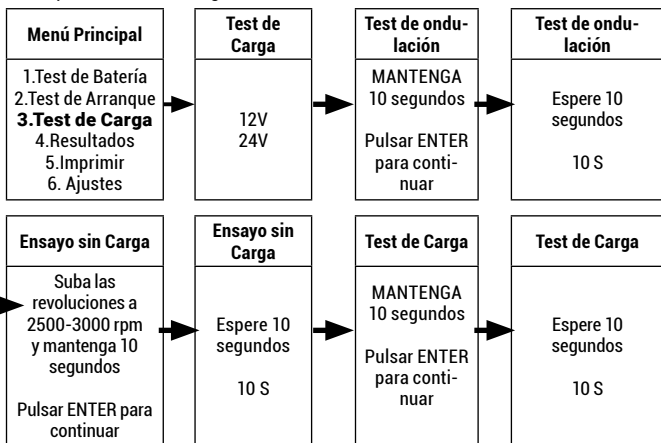 Menú Principal
1.Test de Batería
2.Test de Arranque
3.Test de Carga
4.Resultados
5.Imprimir
6. Ajustes
Test de
Carga
12V
24V
Test de ondu-
lación
MANTENGA
10 segundos
Pulsar ENTER
para conti-
nuar
Test de ondu-
lación
Espere 10
segundos
10 S
Ensayo sin Carga
Suba las
revoluciones a
2500-3000 rpm
y mantenga 10
segundos
Pulsar ENTER para
continuar
Ensayo sin
Carga
Espere 10
segundos
10 S
Test de Carga
MANTENGA
10 segundos
Pulsar ENTER
para conti-
nuar
Test de Carga
Espere 10
segundos
10 S